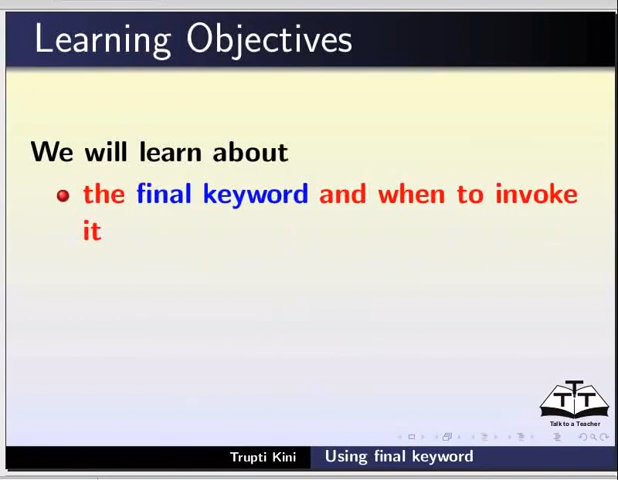 Learning Objectives
We will learn about
the final keyword and when to invoke
it
TTT
Talk to a Teacher
Trupti Kini
Using final keyword